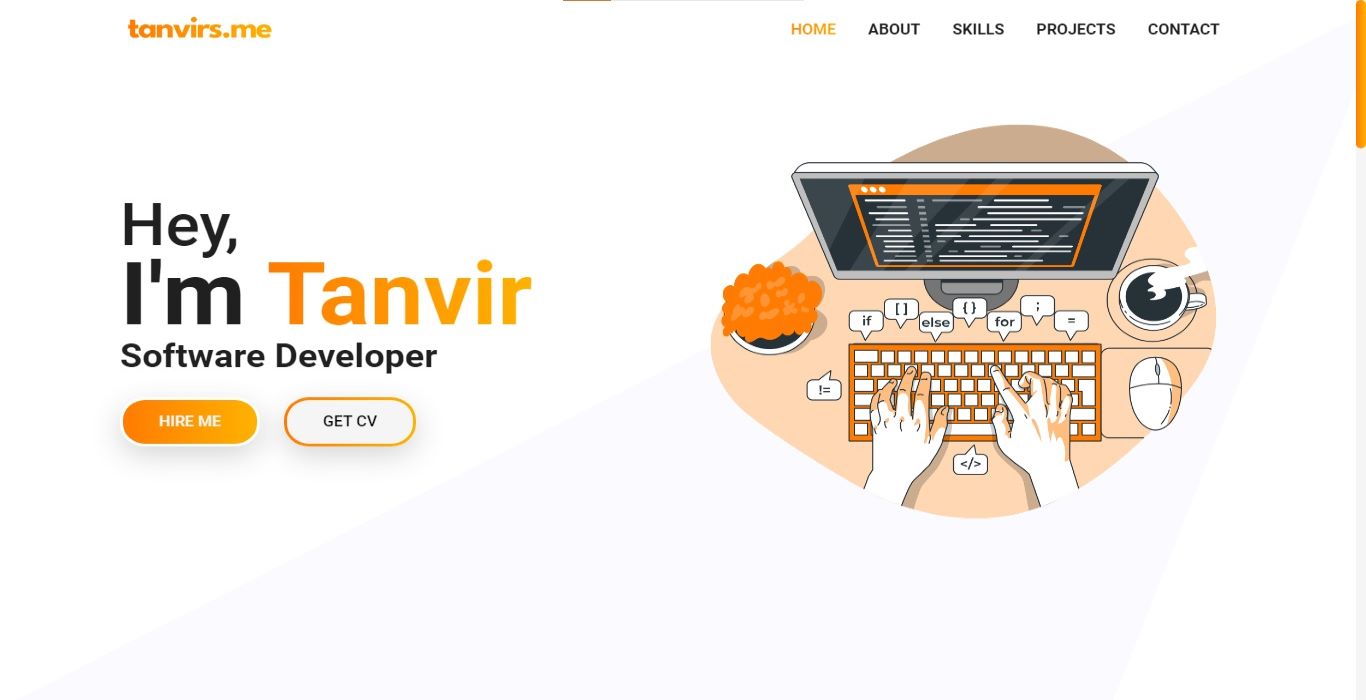 tanvirs.me
HOME ABOUT SKILLS PROJECTS CONTACT
Hey,
I'm Tanvir
Software Developer
HIRE ME
GET CV
if
[ ]
else
{ }
for
;
=
!=
</>